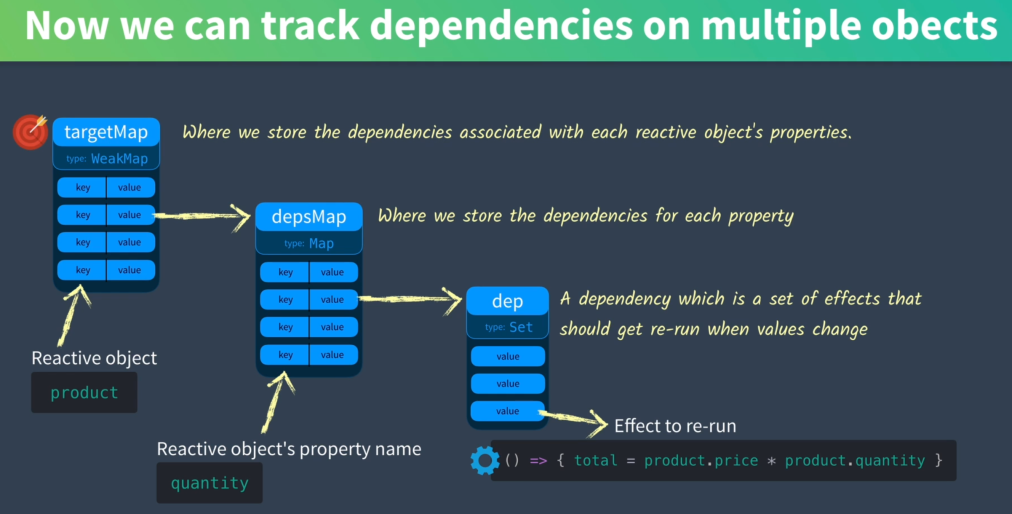 Now we can track dependencies on multiple obects
targetMap
Where we store the dependencies associated with each reactive object's properties.
type: WeakMap
key value
key value
key value
key value
depsMap
Where we store the dependencies for each property
type: Map
key value
key value
key value
key value
dep
A dependency which is a set of effects that
should get re-run when values change
type: Set
value
value
value
Reactive object
product
Effect to re-run
Reactive object's property name
quantity
() => { total = product.price * product.quantity }